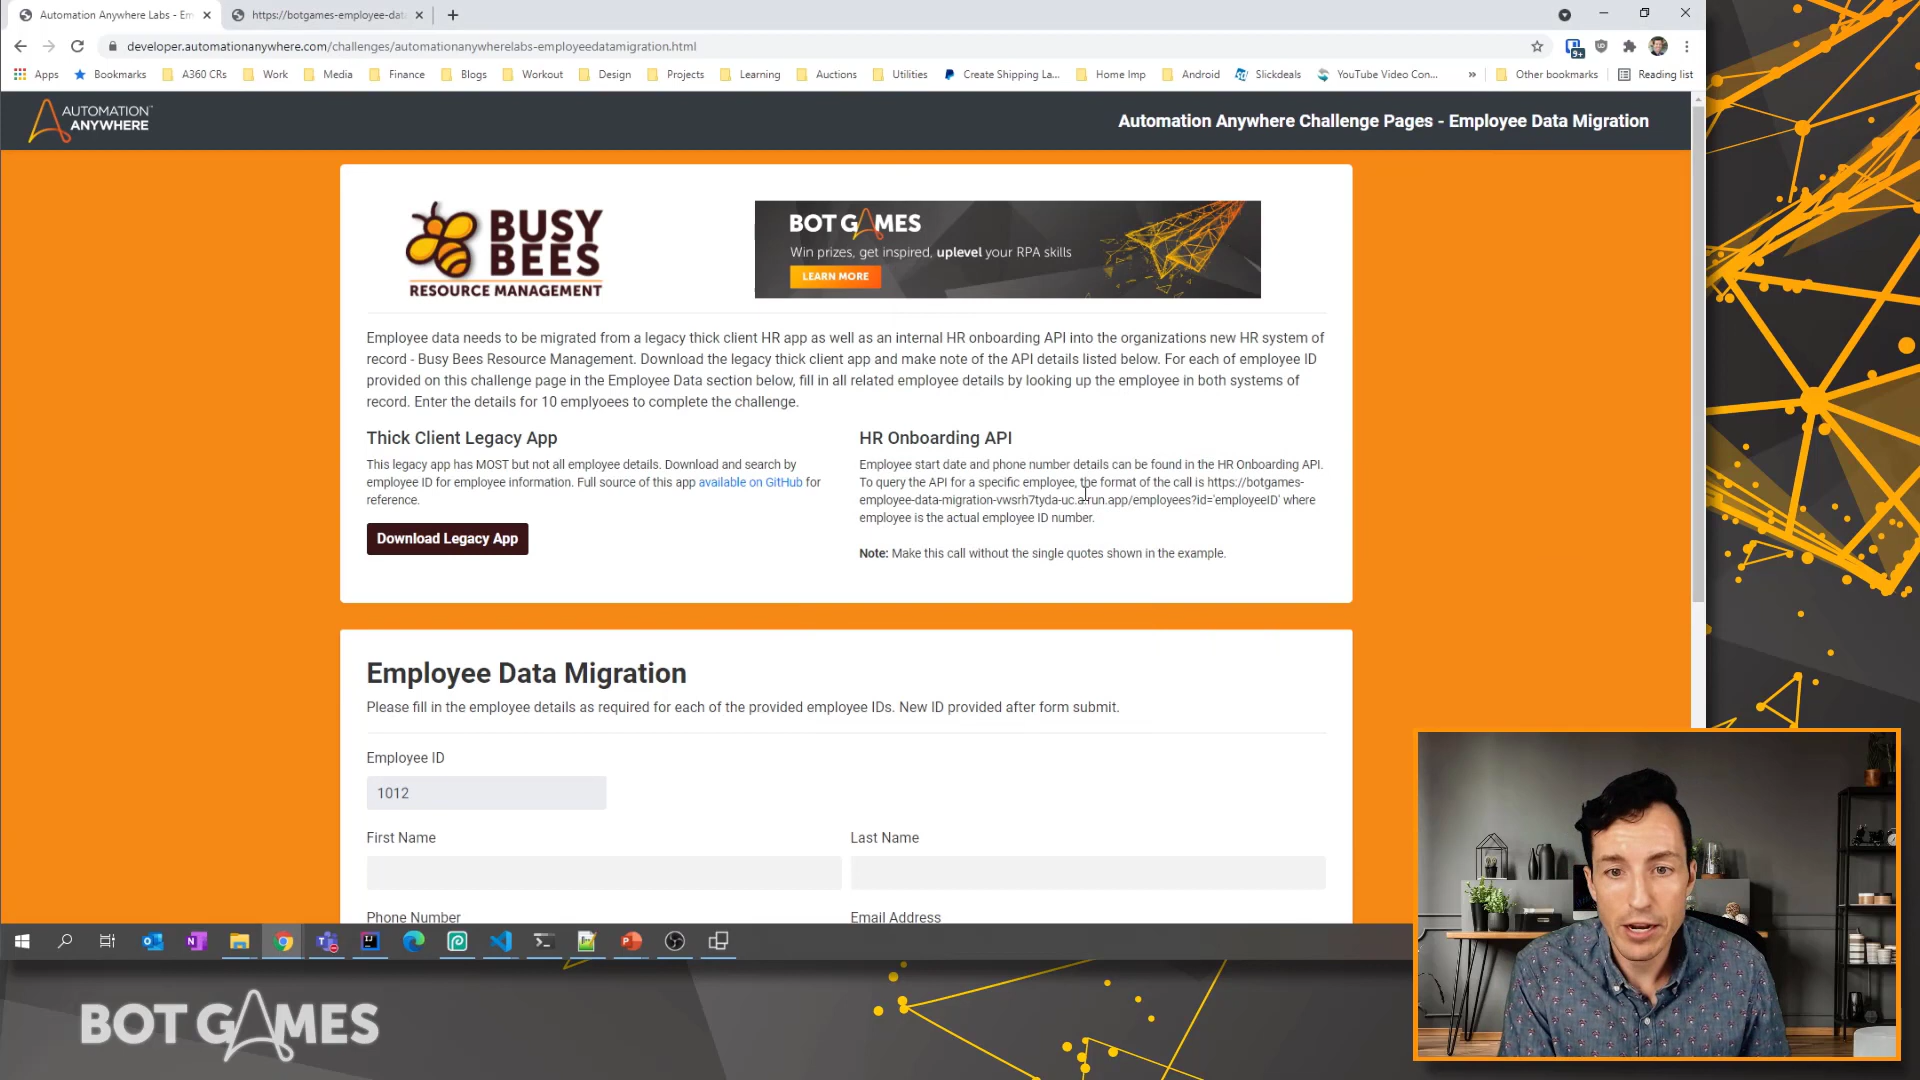 Automation Anywhere Labs - Em
https://botgames-employee-dat
developer.automationanywhere.com/challenges/automationanywherelabs-employeedatamigration.html
9+
Apps Bookmarks A360 CRs Work Media Finance Blogs Workout Design Projects Learning Auctions Utilities Create Shipping La... Home Imp Android Slickdeals YouTube Video Con... » Other bookmarks Reading list
AUTOMATION
ANYWHERE
Automation Anywhere Challenge Pages - Employee Data Migration
BUSY
BEES
RESOURCE MANAGEMENT
BOT GAMES
Win prizes, get inspired, uplevel your RPA skills
LEARN MORE
Employee data needs to be migrated from a legacy thick client HR app as well as an internal HR onboarding API into the organizations new HR system of
record - Busy Bees Resource Management. Download the legacy thick client app and make note of the API details listed below. For each of employee ID
provided on this challenge page in the Employee Data section below, fill in all related employee details by looking up the employee in both systems of
record. Enter the details for 10 emplyoees to complete the challenge.
Thick Client Legacy App
This legacy app has MOST but not all employee details. Download and search by
employee ID for employee information. Full source of this app available on GitHub for
reference.
Download Legacy App
HR Onboarding API
Employee start date and phone number details can be found in the HR Onboarding API.
To query the API for a specific employee, the format of the call is https://botgames-
employee-data-migration-vwsrh7tyda-uc.a.run.app/employees?id='employeeID' where
employee is the actual employee ID number.
Note: Make this call without the single quotes shown in the example.
Employee Data Migration
Please fill in the employee details as required for each of the provided employee IDs. New ID provided after form submit.
Employee ID
1012
First Name
Last Name
Phone Number
Email Address
BOT GAMES